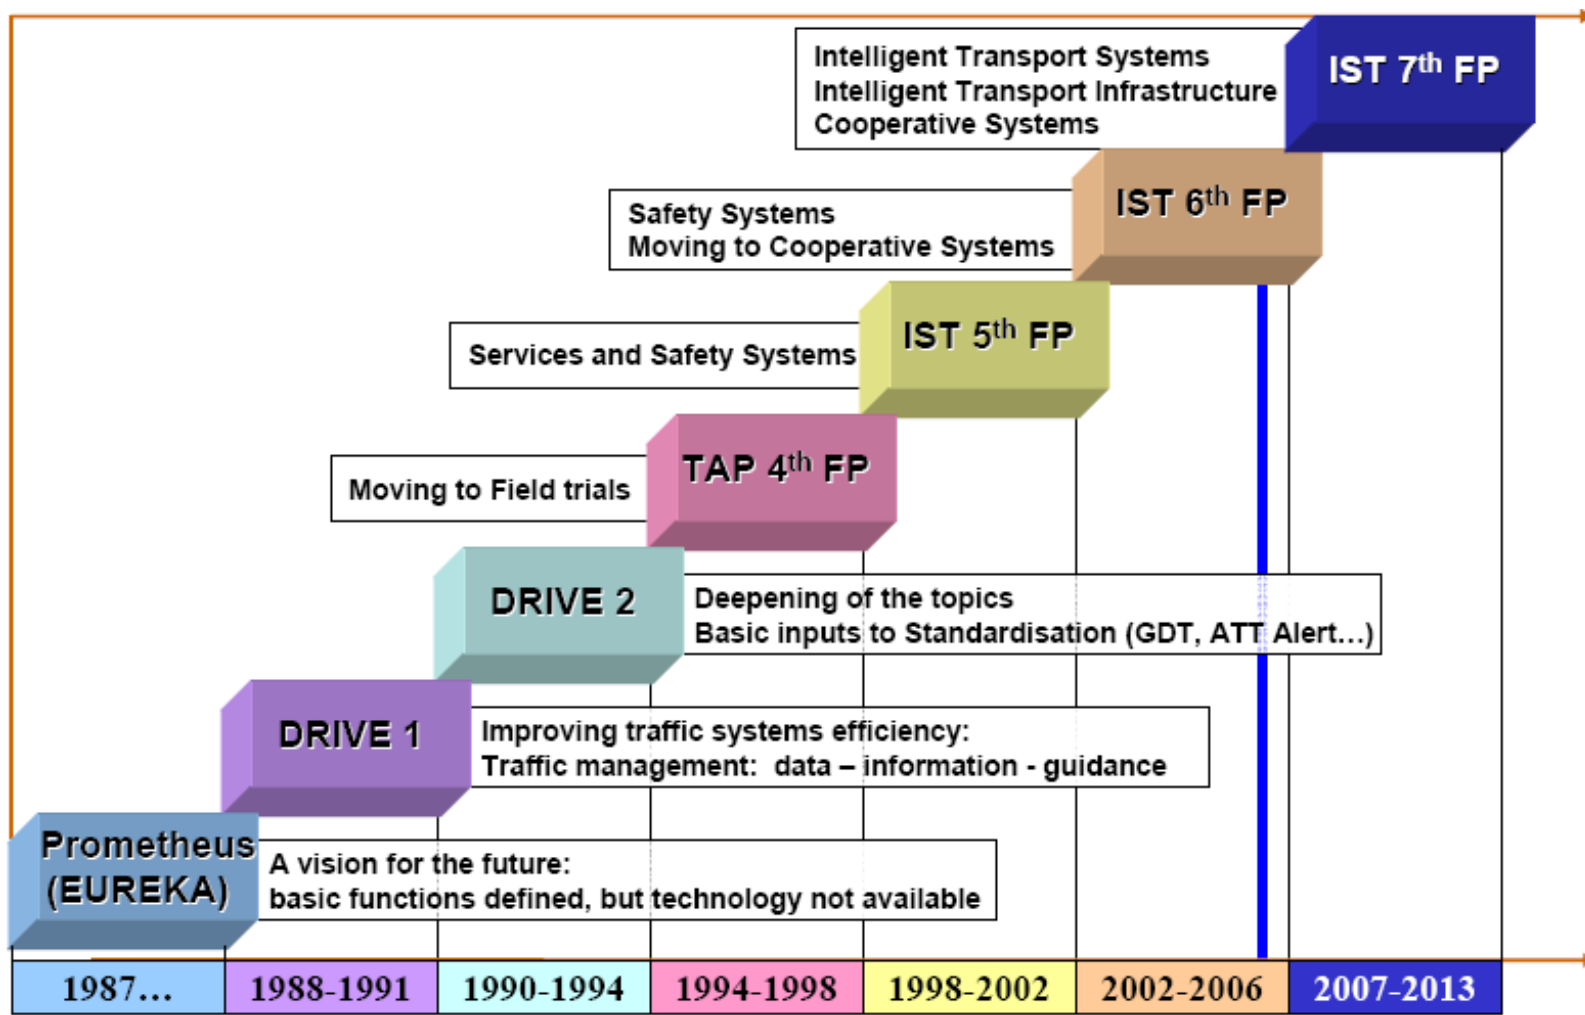 Intelligent Transport Systems
Intelligent Transport Infrastructure
Cooperative Systems
IST 7th FP
Safety Systems
Moving to Cooperative Systems
IST 6th FP
Services and Safety Systems
IST 5th FP
Moving to Field trials
TAP 4th FP
DRIVE 2
Deepening of the topics
Basic inputs to Standardisation (GDT, ATT Alert…)
DRIVE 1
Improving traffic systems efficiency:
Traffic management:  data – information - guidance
Prometheus
(EUREKA)
A vision for the future:
basic functions defined, but technology not available
1987…
1988-1991
1990-1994
1994-1998
1998-2002
2002-2006
2007-2013